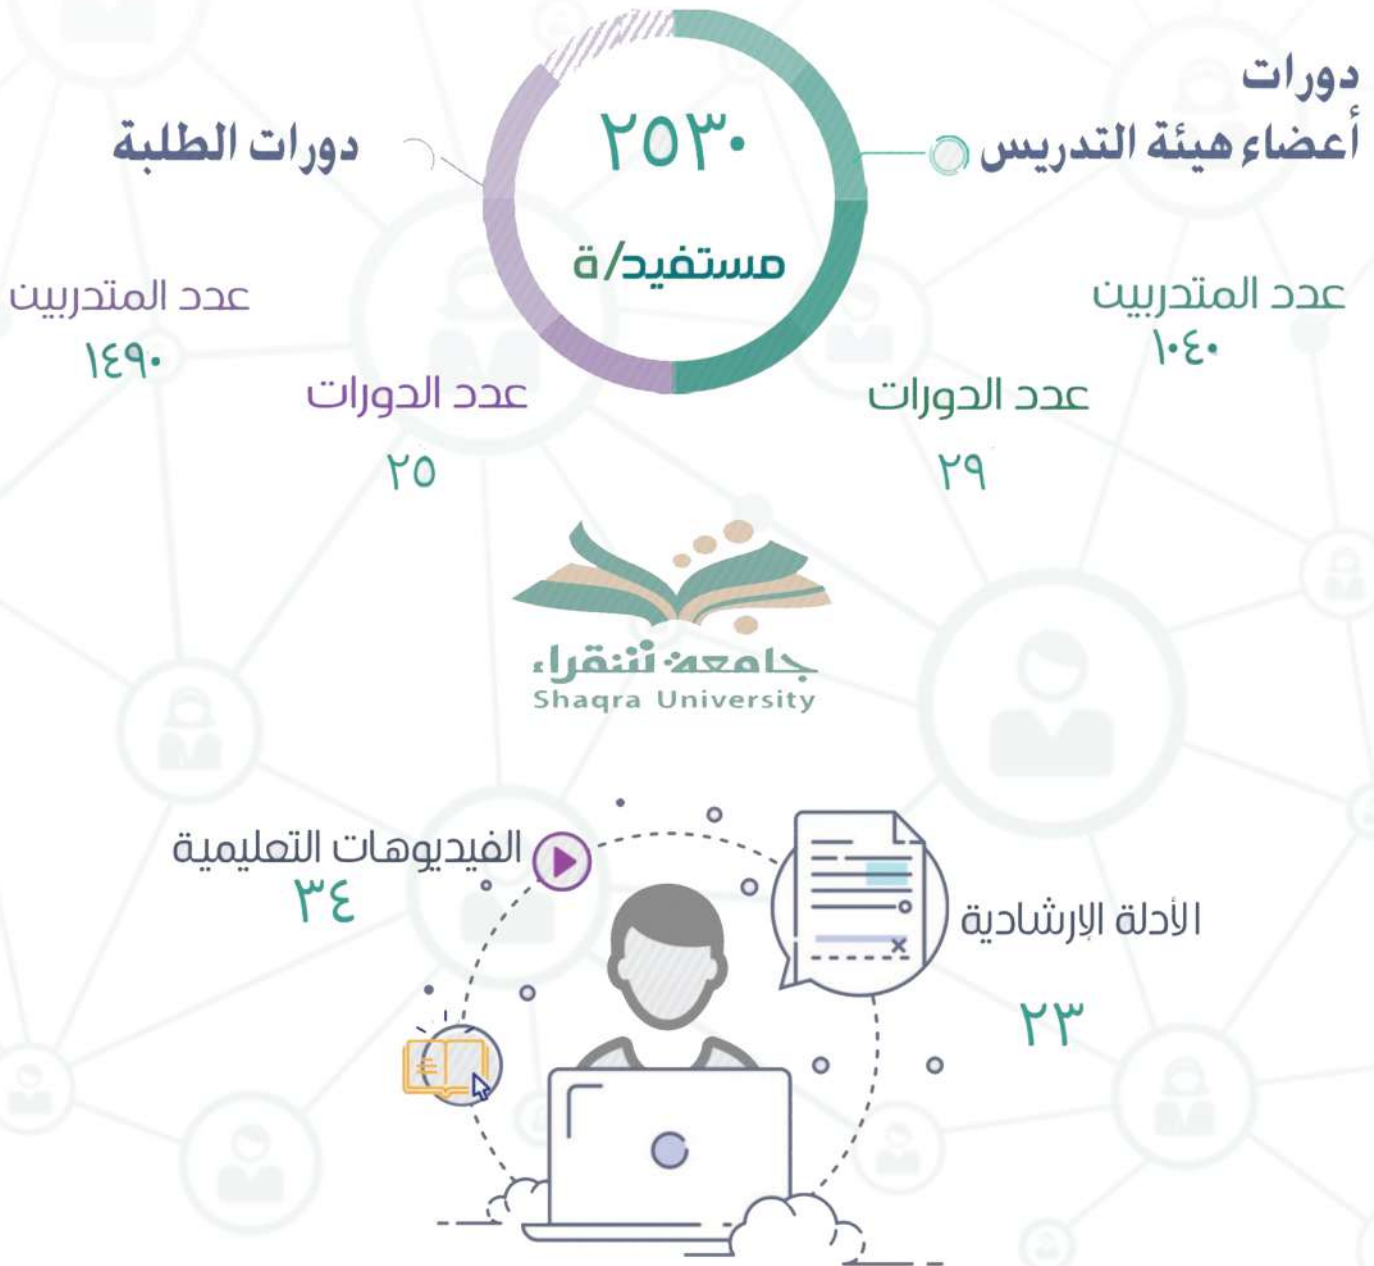 دورات
أعضاء هيئة التدريس
عدد المتدربين
١٠٤٠
عدد الدورات
٢٩
٢٥٣٠
مستفيد/ة
دورات الطلبة
عدد المتدربين
١٤٩٠
عدد الدورات
٢٥
جامعة شقراء
Shaqra University
الأدلة الإرشادية
٢٣
الفيديوهات التعليمية
٣٤